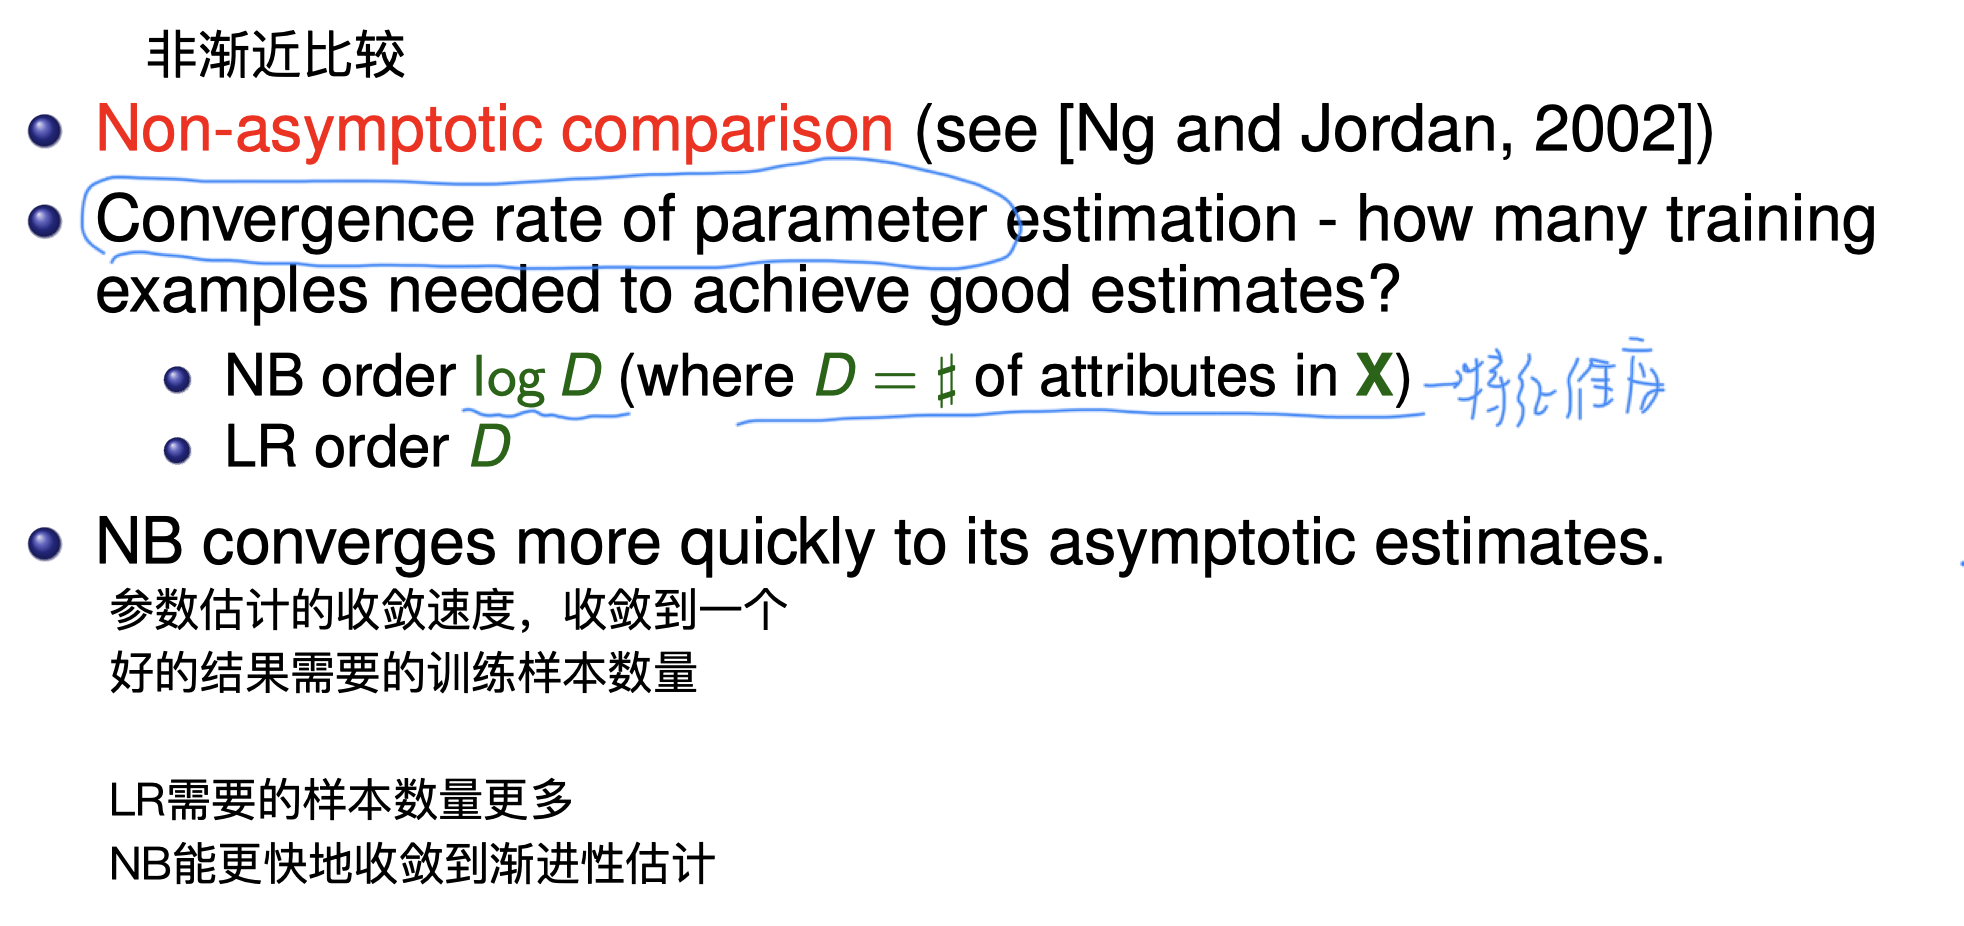 非渐近比较
Non-asymptotic comparison (see [Ng and Jordan, 2002])
Convergence rate of parameter estimation - how many training
examples needed to achieve good estimates?
NB order log D (where D = ♯ of attributes in X) →特征维度
LR order D
NB converges more quickly to its asymptotic estimates.
参数估计的收敛速度，收敛到一个
好的结果需要的训练样本数量
LR需要的样本数量更多
NB能更快地收敛到渐进性估计